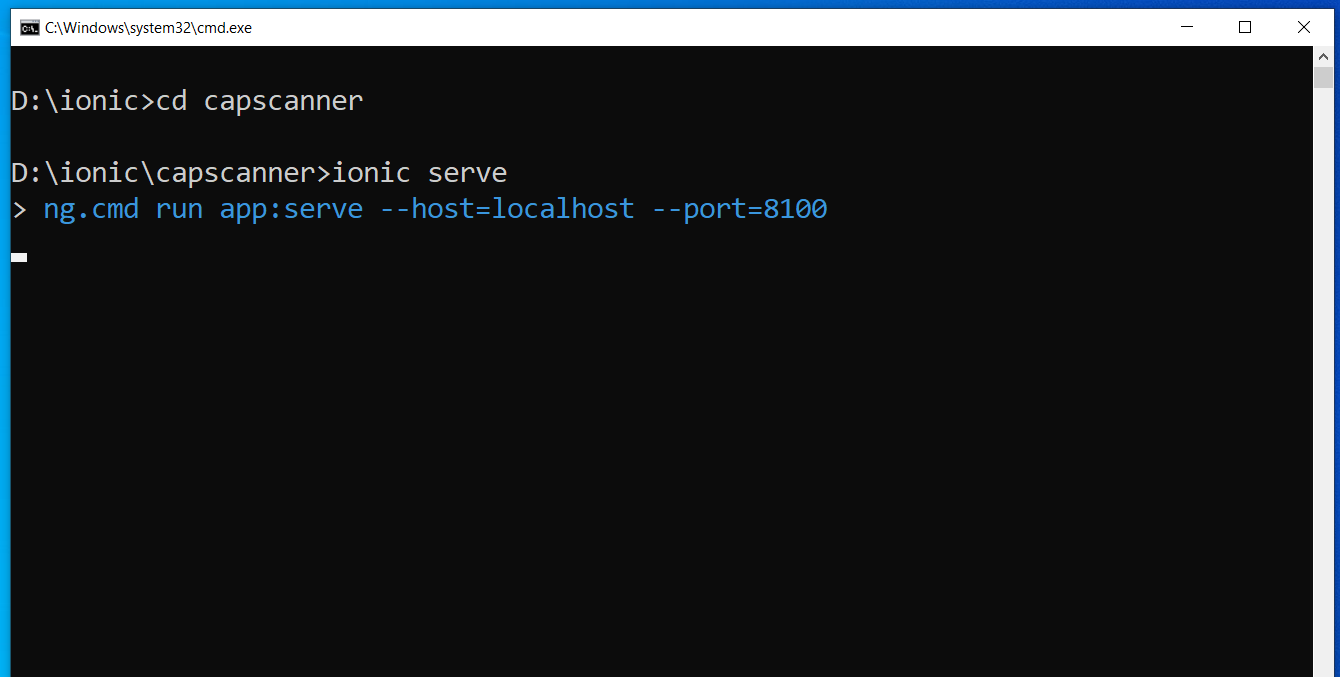 C:\Windows\system32\cmd.exe
D:\ionic>cd capscanner
D:\ionic\capscanner>ionic serve
> ng.cmd run app:serve --host=localhost --port=8100